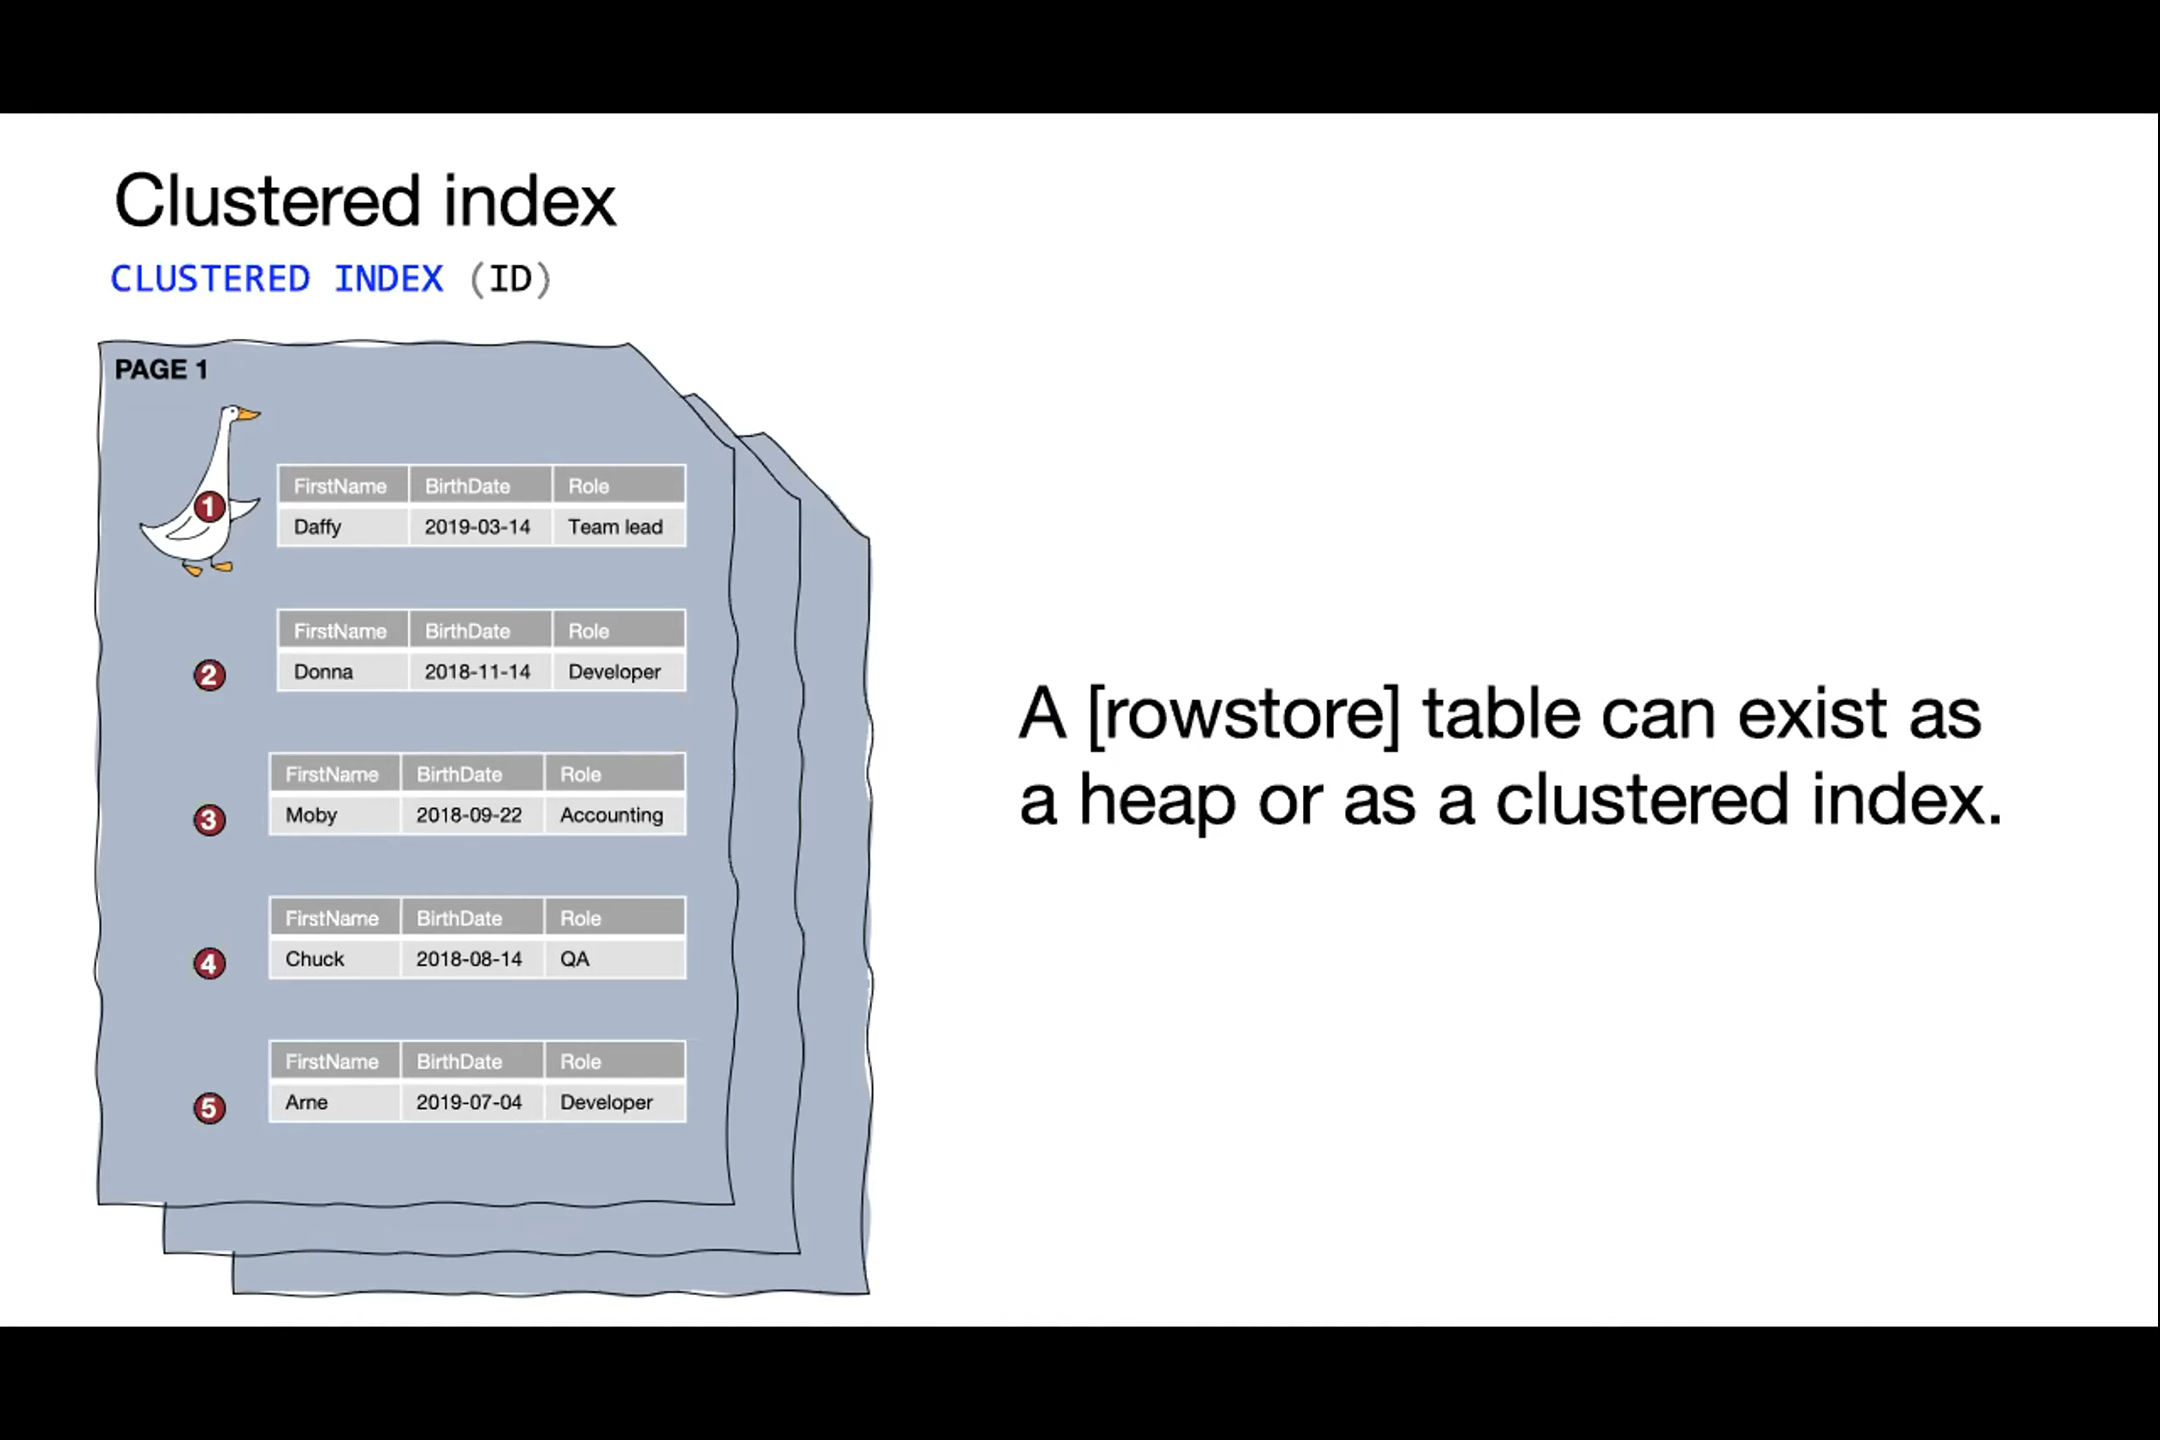 Clustered index
CLUSTERED INDEX (ID)
PAGE 1
FirstName BirthDate Role
1
Daffy 2019-03-14 Team lead
FirstName BirthDate Role
2
Donna 2018-11-14 Developer
FirstName BirthDate Role
3
Moby 2018-09-22 Accounting
FirstName BirthDate Role
4
Chuck 2018-08-14 QA
FirstName BirthDate Role
5
Arne 2019-07-04 Developer
A [rowstore] table can exist as
a heap or as a clustered index.